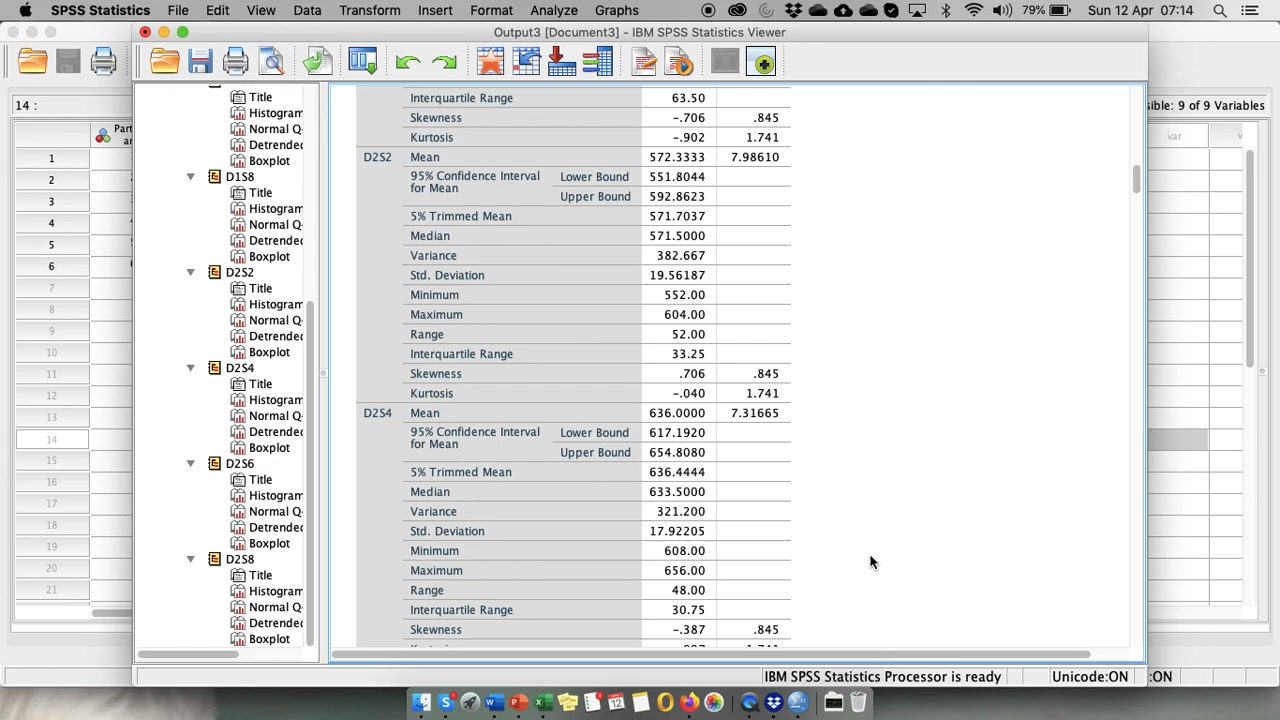 SPSS Statistics File Edit View Data Transform Insert Format Analyze Graphs 79% Sun 12 Apr 07:14
Output3 [Document3] - IBM SPSS Statistics Viewer
14 :
sible: 9 of 9 Variables
Part
var
1
2
3
4
5
6
7
8
9
10
11
12
13
14
15
16
17
18
19
20
21
Title
Histogram
Normal Q-
Detrended
Boxplot
D1S8
Title
Histogram
Normal Q-
Detrended
Boxplot
D2S2
Title
Histogram
Normal Q-
Detrended
Boxplot
D2S4
Title
Histogram
Normal Q-
Detrended
Boxplot
D2S6
Title
Histogram
Normal Q-
Detrended
Boxplot
D2S8
Title
Histogram
Normal Q-
Detrended
Boxplot
Interquartile Range 63.50
Skewness -.706 .845
Kurtosis -.902 1.741
D2S2 Mean 572.3333 7.98610
95% Confidence Interval for Mean Lower Bound 551.8044
Upper Bound 592.8623
5% Trimmed Mean 571.7037
Median 571.5000
Variance 382.667
Std. Deviation 19.56187
Minimum 552.00
Maximum 604.00
Range 52.00
Interquartile Range 33.25
Skewness .706 .845
Kurtosis -.040 1.741
D2S4 Mean 636.0000 7.31665
95% Confidence Interval for Mean Lower Bound 617.1920
Upper Bound 654.8080
5% Trimmed Mean 636.4444
Median 633.5000
Variance 321.200
Std. Deviation 17.92205
Minimum 608.00
Maximum 656.00
Range 48.00
Interquartile Range 30.75
Skewness -.387 .845
IBM SPSS Statistics Processor is ready Unicode:ON :ON